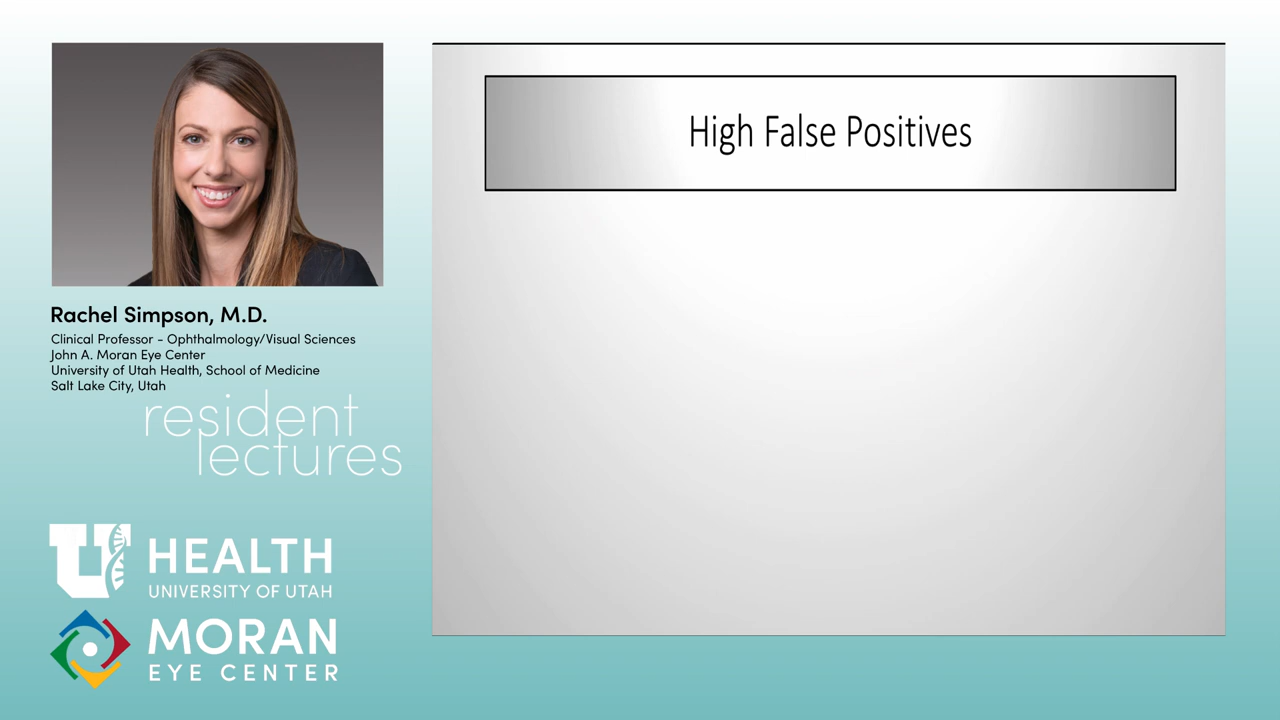 High False Positives
Rachel Simpson, M.D.
Clinical Professor - Ophthalmology/Visual Sciences
John A. Moran Eye Center
University of Utah Health, School of Medicine
Salt Lake City, Utah
resident
lectures
U HEALTH
UNIVERSITY OF UTAH
MORAN
EYE CENTER